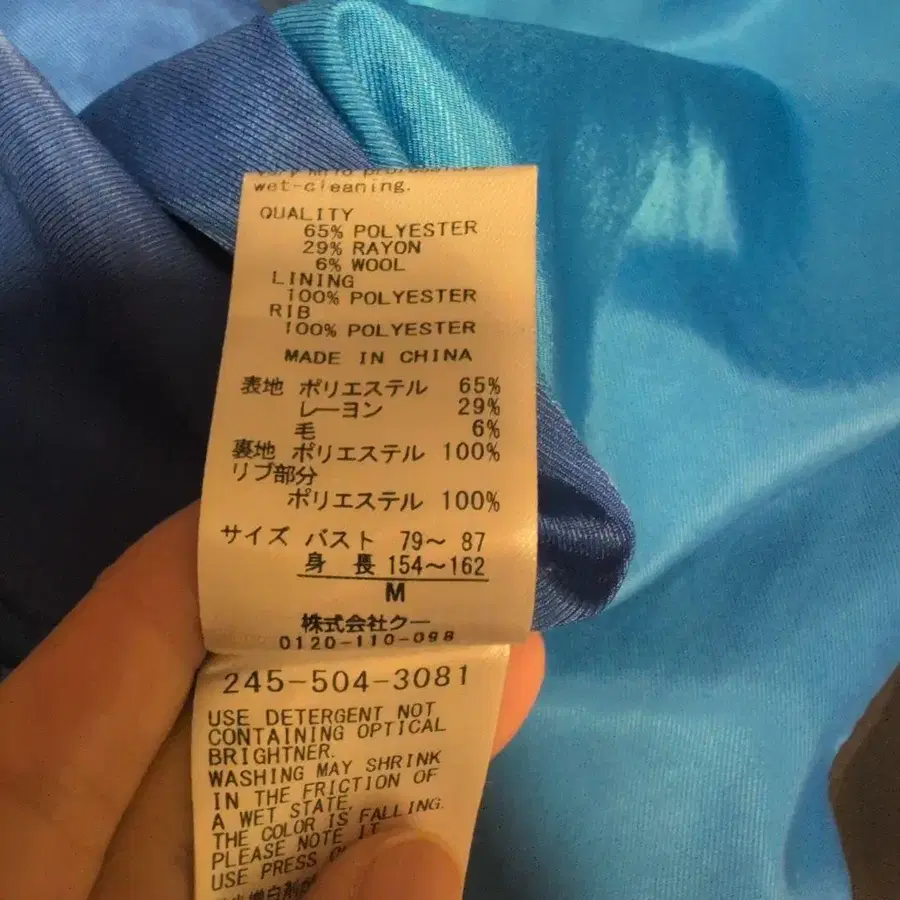 wet-cleaning.
QUALITY
65% POLYESTER
29% RAYON
6% WOOL
LINING
100% POLYESTER
RIB
100% POLYESTER
MADE IN CHINA
表地 ポリエステル 65%
レーヨン 29%
毛 6%
裏地 ポリエステル 100%
リブ部分
ポリエステル 100%
サイズ バスト 79～ 87
身 長 154～162
M
株式会社クー
0120-110-098
245-504-3081
USE DETERGENT NOT
CONTAINING OPTICAL
BRIGHTNER.
WASHING MAY SHRINK
IN THE FRICTION OF
A WET STATE,
THE COLOR IS FALLING.
PLEASE NOTE IT
USE PRESS